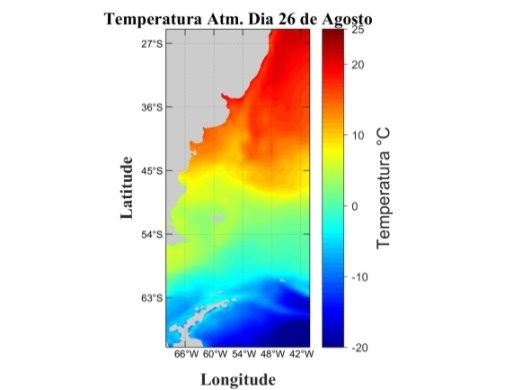 Temperatura Atm. Dia 26 de Agosto
27°S
36°S
45°S
54°S
63°S
66°W 60°W 54°W 48°W 42°W
Latitude
Longitude
25
20
10
0
-10
-20
Temperatura °C